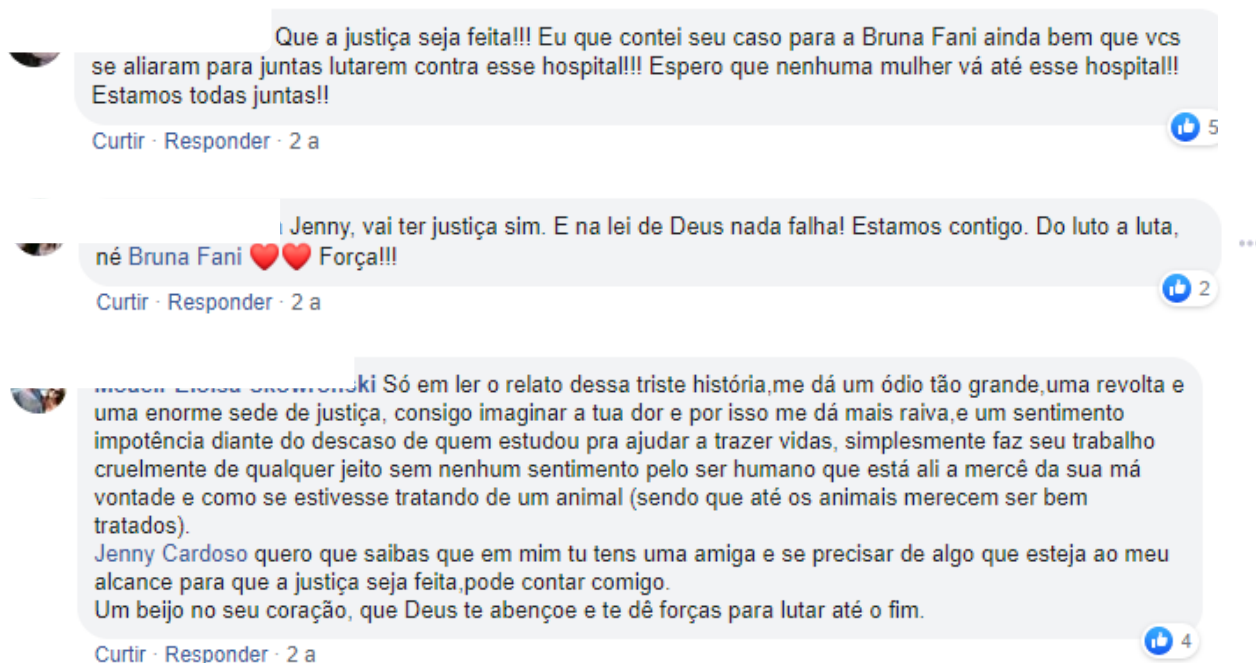 Que a justiça seja feita!!! Eu que contei seu caso para a Bruna Fani ainda bem que vcs
se aliaram para juntas lutarem contra esse hospital!!! Espero que nenhuma mulher vá até esse hospital!!
Estamos todas juntas!!
Curtir · Responder · 2 a
5
Jenny, vai ter justiça sim. E na lei de Deus nada falha! Estamos contigo. Do luto a luta,
né Bruna Fani ❤️❤️ Força!!!
Curtir · Responder · 2 a
2
Só em ler o relato dessa triste história,me dá um ódio tão grande,uma revolta e
uma enorme sede de justiça, consigo imaginar a tua dor e por isso me dá mais raiva,e um sentimento
impotência diante do descaso de quem estudou pra ajudar a trazer vidas, simplesmente faz seu trabalho
cruelmente de qualquer jeito sem nenhum sentimento pelo ser humano que está ali a mercê da sua má
vontade e como se estivesse tratando de um animal (sendo que até os animais merecem ser bem
tratados).
Jenny Cardoso quero que saibas que em mim tu tens uma amiga e se precisar de algo que esteja ao meu
alcance para que a justiça seja feita,pode contar comigo.
Um beijo no seu coração, que Deus te abençoe e te dê forças para lutar até o fim.
4
Curtir · Responder · 2 a